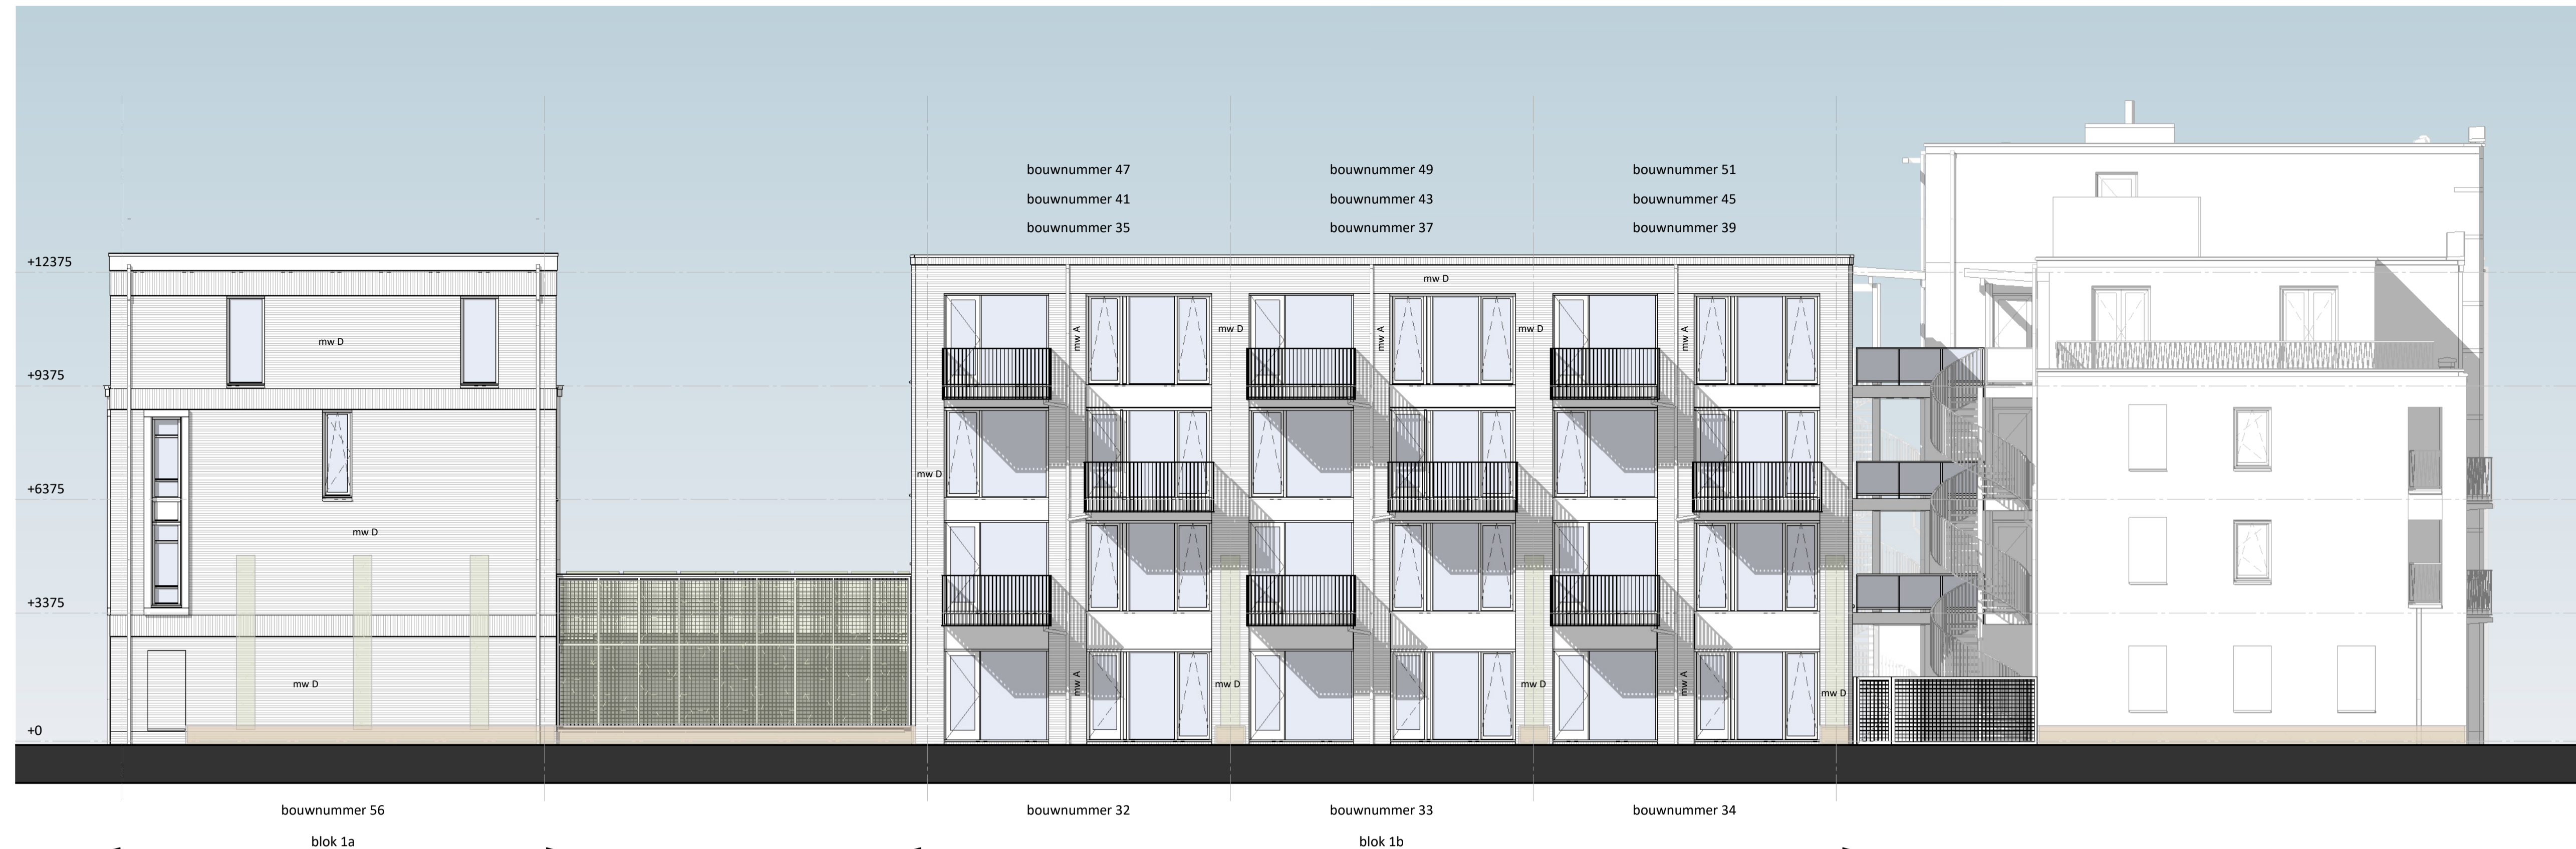 bouwnummer 47 bouwnummer 49 bouwnummer 51
bouwnummer 41 bouwnummer 43 bouwnummer 45
bouwnummer 35 bouwnummer 37 bouwnummer 39
+12375
mw D
mw D mw A mw D mw A mw D mw A
+9375
mw D
+6375
mw D
+3375
mw D mw A mw D mw D mw A mw D
+0
bouwnummer 56 bouwnummer 32 bouwnummer 33 bouwnummer 34
blok 1a blok 1b